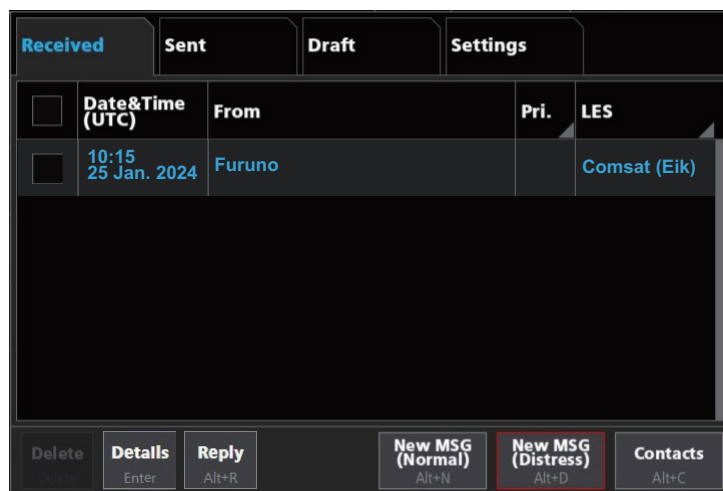 Received Sent Draft Settings
Date&Time
(UTC)
From
Pri. LES
10:15
25 Jan. 2024
Furuno
Comsat (Eik)
Delete
Delete
Details
Enter
Reply
Alt+R
New MSG
(Normal)
Alt+N
New MSG
(Distress)
Alt+D
Contacts
Alt+C